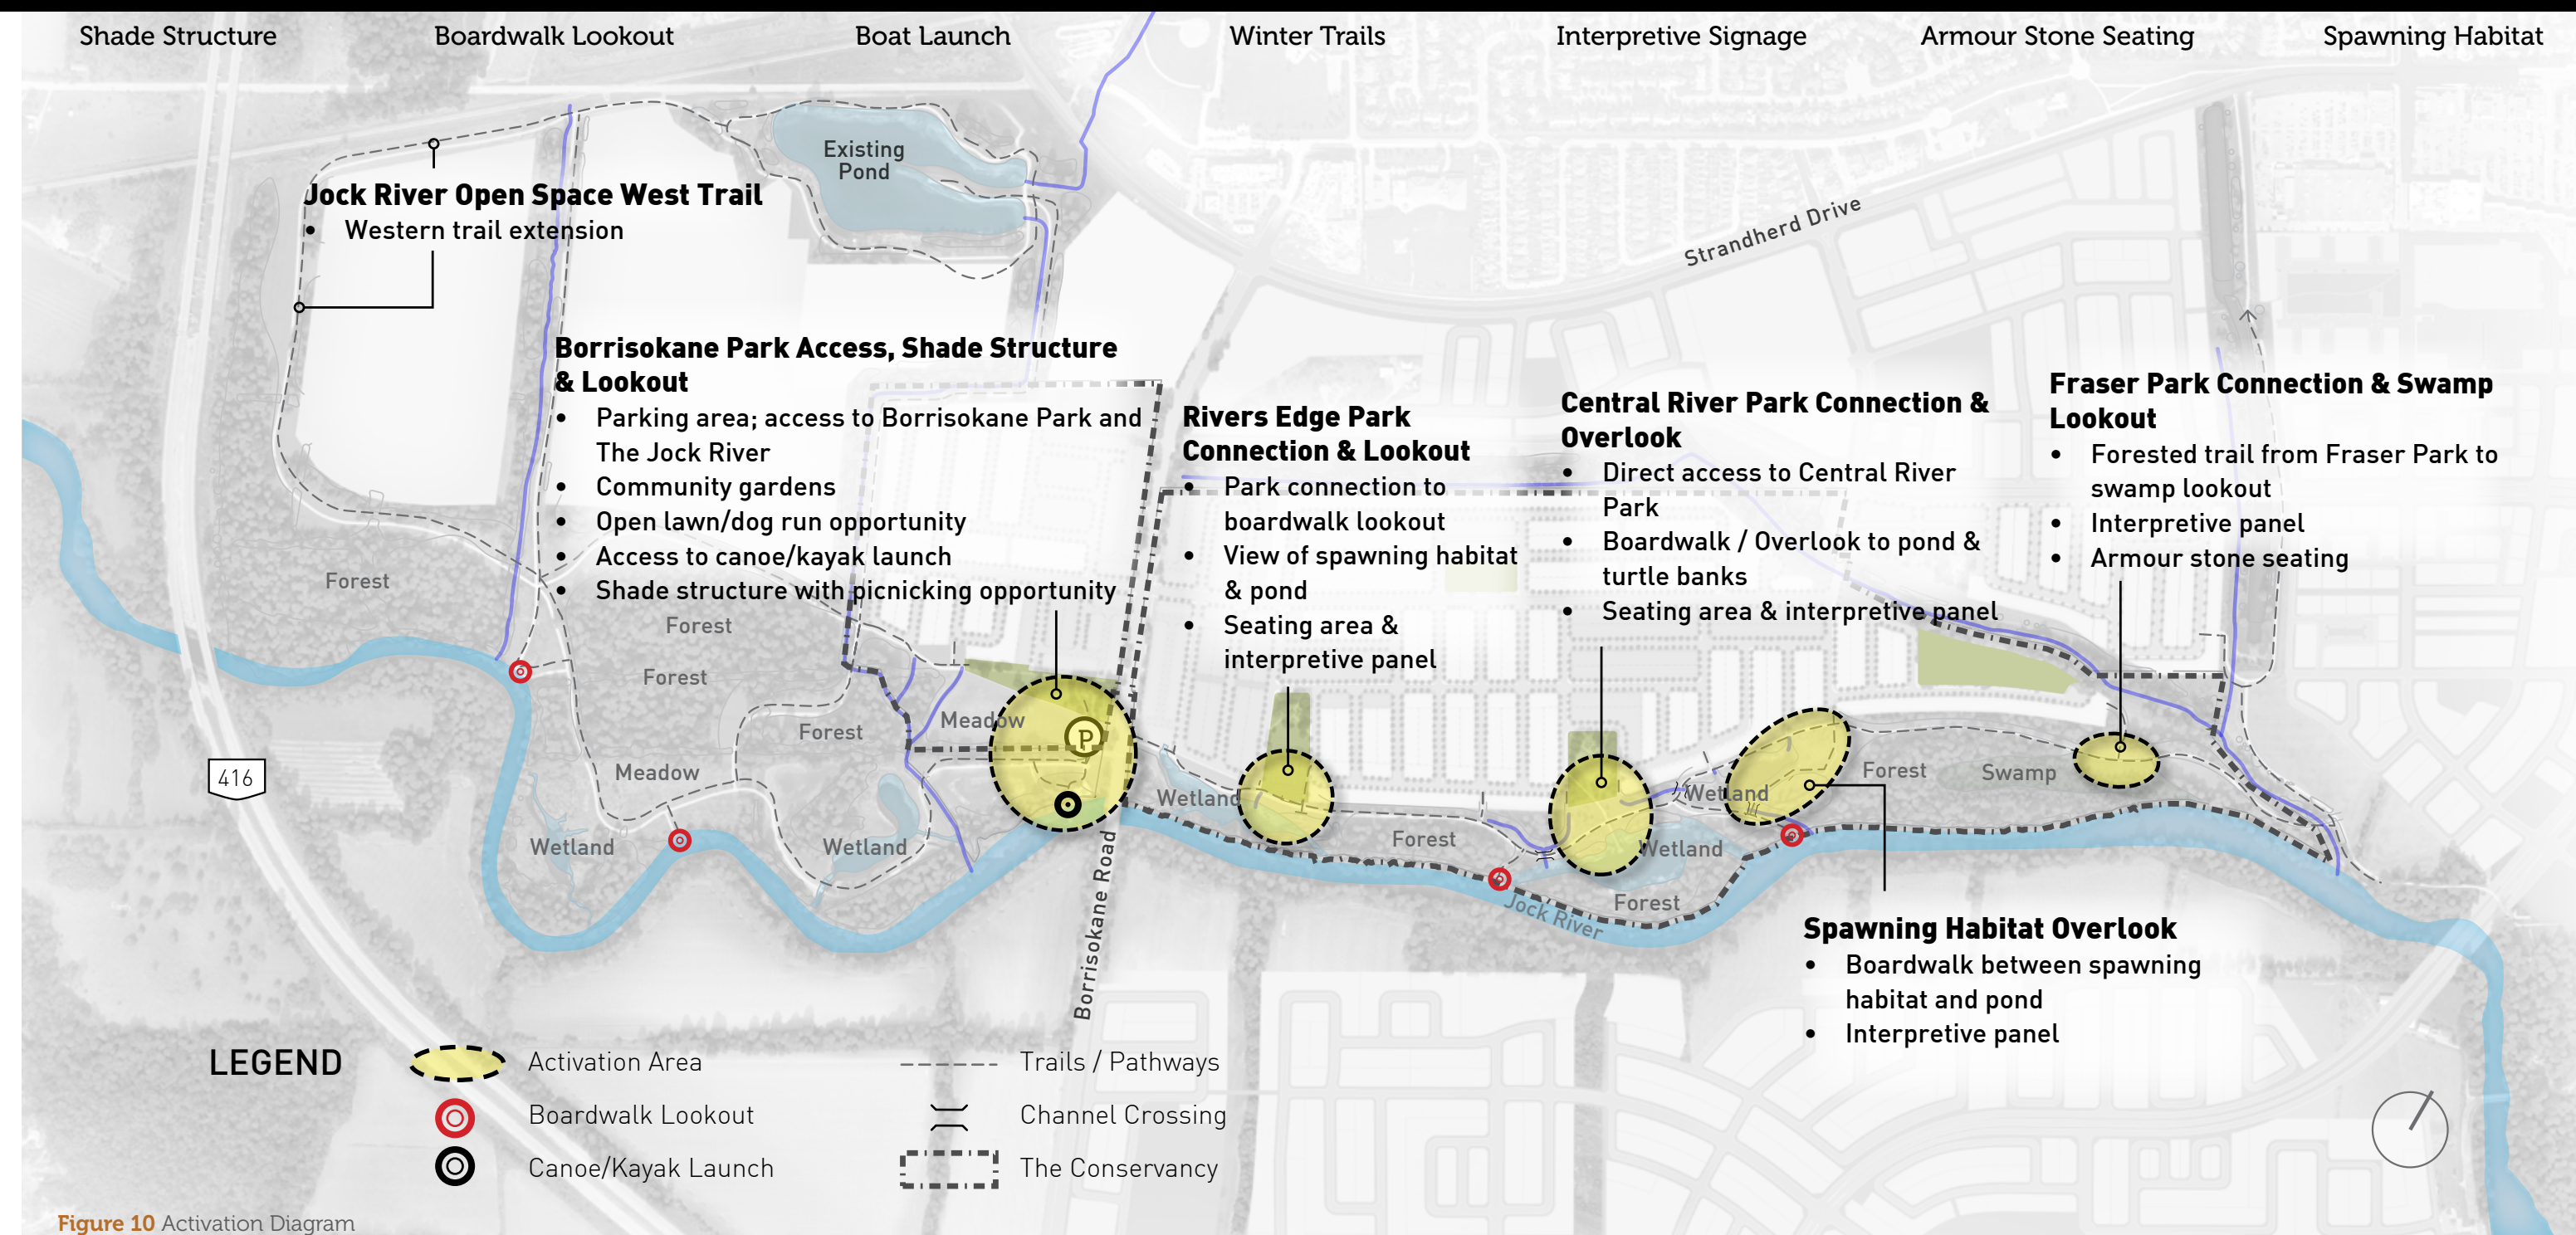 Shade Structure
Boardwalk Lookout
Boat Launch
Winter Trails
Interpretive Signage
Armour Stone Seating
Spawning Habitat
Existing
Pond
Jock River Open Space West Trail
• Western trail extension
Strandherd Drive
Borrisokane Park Access, Shade Structure
& Lookout
• Parking area; access to Borrisokane Park and
The Jock River
• Community gardens
• Open lawn/dog run opportunity
• Access to canoe/kayak launch
• Shade structure with picnicking opportunity
Rivers Edge Park
Connection & Lookout
• Park connection to
boardwalk lookout
• View of spawning habitat
& pond
• Seating area &
interpretive panel
Central River Park Connection &
Overlook
• Direct access to Central River
Park
• Boardwalk / Overlook to pond &
turtle banks
• Seating area & interpretive panel
Fraser Park Connection & Swamp
Lookout
• Forested trail from Fraser Park to
swamp lookout
• Interpretive panel
• Armour stone seating
Forest
Forest
Forest
Forest
Meadow
Meadow
Wetland
Wetland
P
416
Wetland
Forest
Wetland
Wetland
Forest
Forest
Swamp
Jock River
Borrisokane Road
Spawning Habitat Overlook
• Boardwalk between spawning
habitat and pond
• Interpretive panel
LEGEND
Activation Area
Boardwalk Lookout
Canoe/Kayak Launch
Trails / Pathways
Channel Crossing
The Conservancy
Figure 10 Activation Diagram